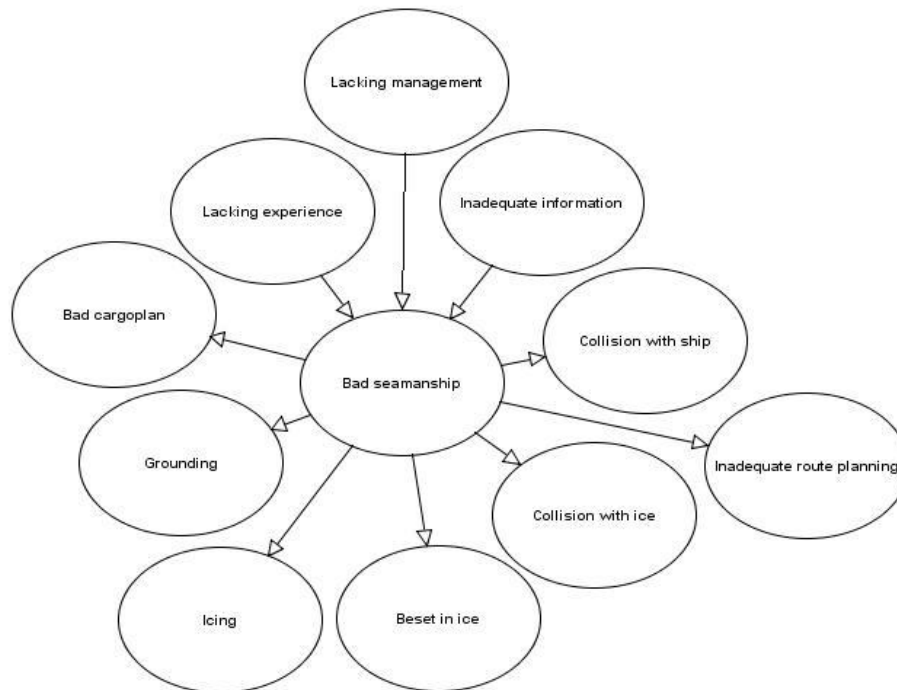 Lacking management
Inadequate information
Lacking experience
Bad cargoplan
Collision with ship
Bad seamanship
Grounding
Inadequate route planning
Collision with ice
Icing
Beset in ice